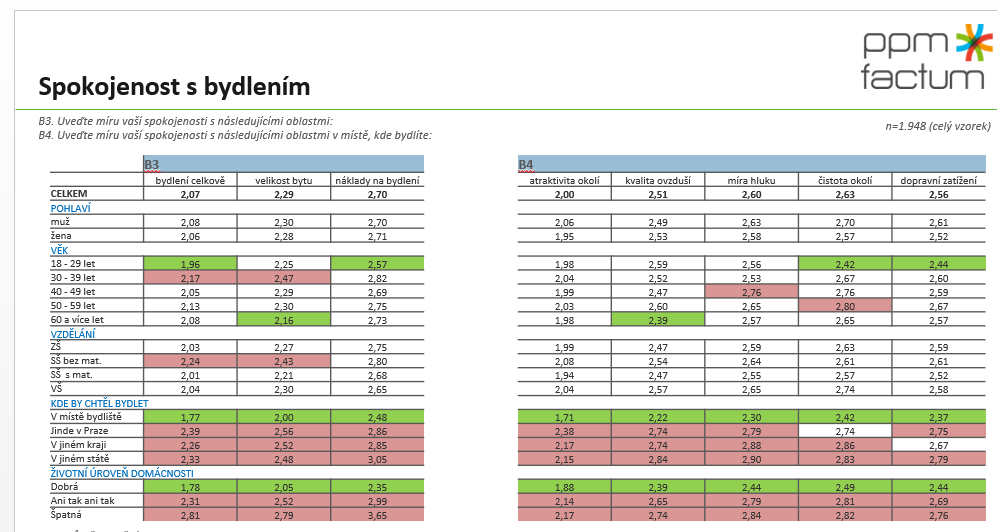 ppm
factum
Spokojenost s bydlením
B3. Uveďte míru vaší spokojenosti s následujícími oblastmi:
B4. Uveďte míru vaší spokojenosti s následujícími oblastmi v místě, kde bydlíte:
n=1.948 (celý vzorek)
B3 B4
bydlení celkově velikost bytu náklady na bydlení atraktivita okolí kvalita ovzduší míra hluku čistota okolí dopravní zatížení
CELKEM 2,07 2,29 2,70 2,00 2,51 2,60 2,63 2,56
POHLAVÍ
muž 2,08 2,30 2,70 2,06 2,49 2,63 2,70 2,61
žena 2,06 2,28 2,71 1,95 2,53 2,58 2,57 2,52
VĚK
18 - 29 let 1,96 2,25 2,57 1,98 2,59 2,56 2,42 2,44
30 - 39 let 2,17 2,47 2,82 2,04 2,52 2,53 2,67 2,60
40 - 49 let 2,05 2,29 2,69 1,99 2,47 2,76 2,76 2,59
50 - 59 let 2,13 2,30 2,75 2,03 2,60 2,65 2,80 2,67
60 a více let 2,08 2,16 2,73 1,98 2,39 2,57 2,65 2,57
VZDĚLÁNÍ
ZŠ 2,03 2,27 2,75 1,99 2,47 2,59 2,63 2,59
SŠ bez mat. 2,24 2,43 2,80 2,08 2,54 2,64 2,61 2,61
SŠ s mat. 2,01 2,21 2,68 1,94 2,47 2,55 2,57 2,52
VŠ 2,04 2,30 2,65 2,04 2,57 2,65 2,74 2,58
KDE BY CHTĚL BYDLET
V místě bydliště 1,77 2,00 2,48 1,71 2,22 2,30 2,42 2,37
Jinde v Praze 2,39 2,56 2,86 2,38 2,74 2,79 2,74 2,75
V jiném kraji 2,26 2,52 2,85 2,17 2,74 2,88 2,86 2,67
V jiném státě 2,33 2,48 3,05 2,15 2,84 2,90 2,83 2,79
ŽIVOTNÍ ÚROVEŇ DOMÁCNOSTI
Dobrá 1,78 2,05 2,35 1,88 2,39 2,44 2,49 2,44
Ani tak ani tak 2,31 2,52 2,99 2,14 2,65 2,79 2,81 2,69
Špatná 2,81 2,79 3,65 2,17 2,74 2,84 2,82 2,76